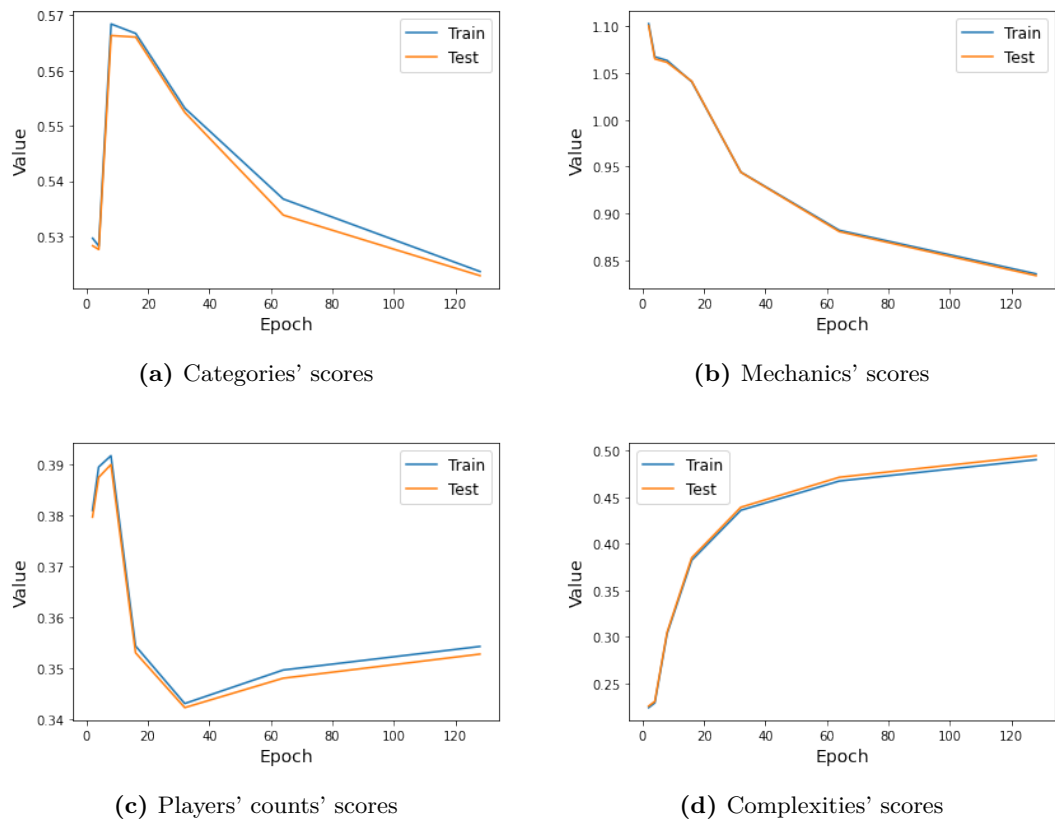 0.57
0.56
0.55
0.54
0.53
Value
0 20 40 60 80 100 120
Epoch
Train
Test
(a) Categories' scores
1.10
1.05
1.00
0.95
0.90
0.85
Value
0 20 40 60 80 100 120
Epoch
Train
Test
(b) Mechanics' scores
0.39
0.38
0.37
0.36
0.35
0.34
Value
0 20 40 60 80 100 120
Epoch
Train
Test
(c) Players' counts' scores
0.50
0.45
0.40
0.35
0.30
0.25
Value
0 20 40 60 80 100 120
Epoch
Train
Test
(d) Complexities' scores